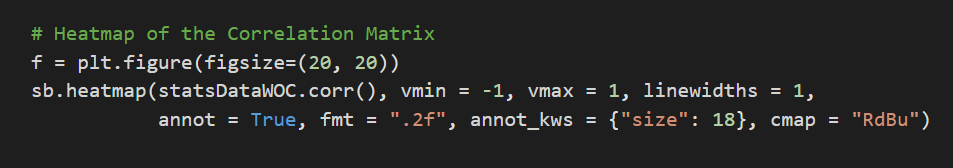 # Heatmap of the Correlation Matrix
f = plt.figure(figsize=(20, 20))
sb.heatmap(statsDataWOC.corr(), vmin = -1, vmax = 1, linewidths = 1,
           annot = True, fmt = ".2f", annot_kws = {"size": 18}, cmap = "RdBu")